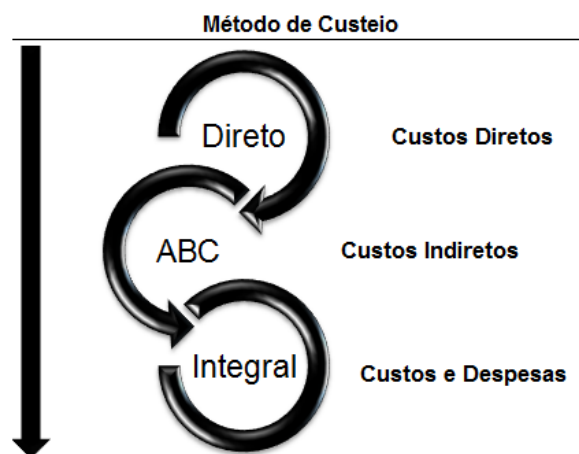 Método de Custeio
Direto
Custos Diretos
ABC
Custos Indiretos
Integral
Custos e Despesas